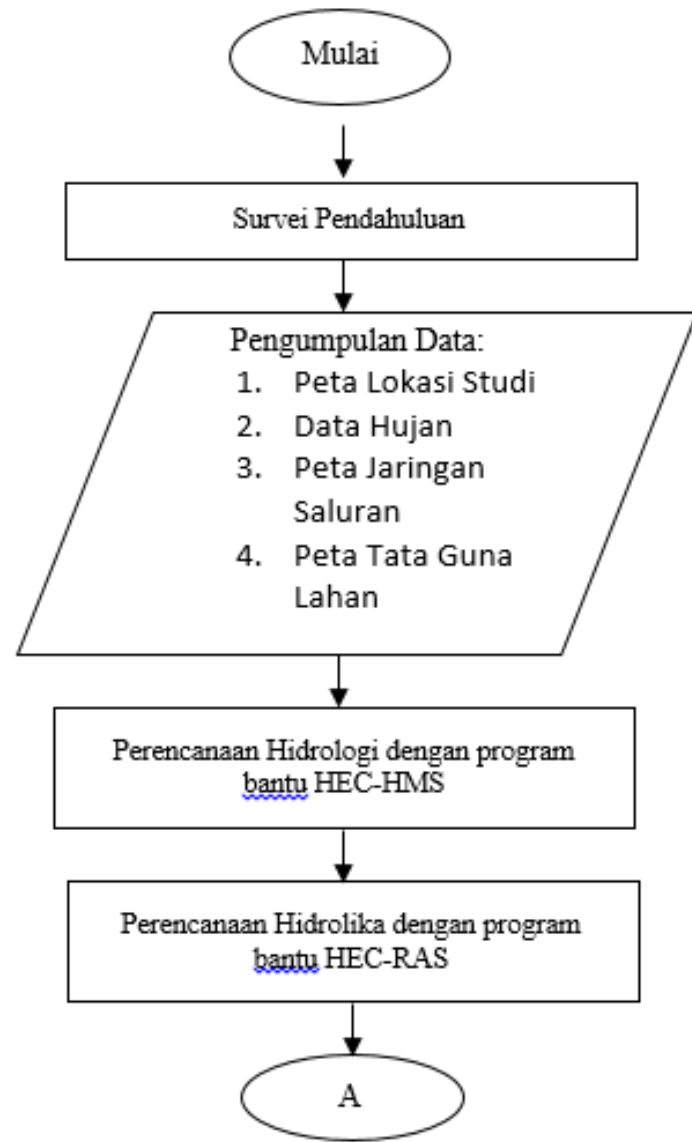 Mulai
Survei Pendahuluan
Pengumpulan Data:
1. Peta Lokasi Studi
2. Data Hujan
3. Peta Jaringan
Saluran
4. Peta Tata Guna
Lahan
Perencanaan Hidrologi dengan program
bantu HEC-HMS
Perencanaan Hidrolika dengan program
bantu HEC-RAS
A